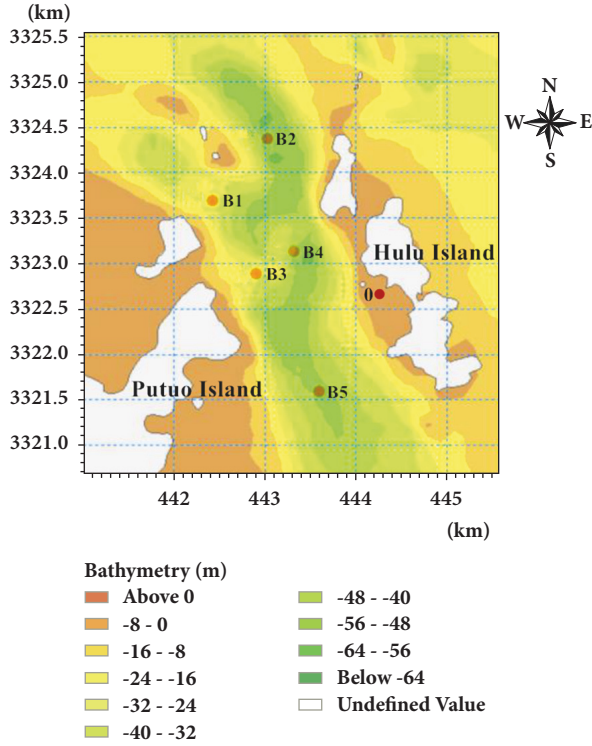 (km)
3325.5
3325.0
3324.5
3324.0
3323.5
3323.0
3322.5
3322.0
3321.5
3321.0
B2
B1
B4
B3
Hulu Island
0
Putuo Island
B5
442 443 444 445
(km)
N
W E
S
Bathymetry (m)
Above 0
-8 - 0
-16 - -8
-24 - -16
-32 - -24
-40 - -32
-48 - -40
-56 - -48
-64 - -56
Below -64
Undefined Value